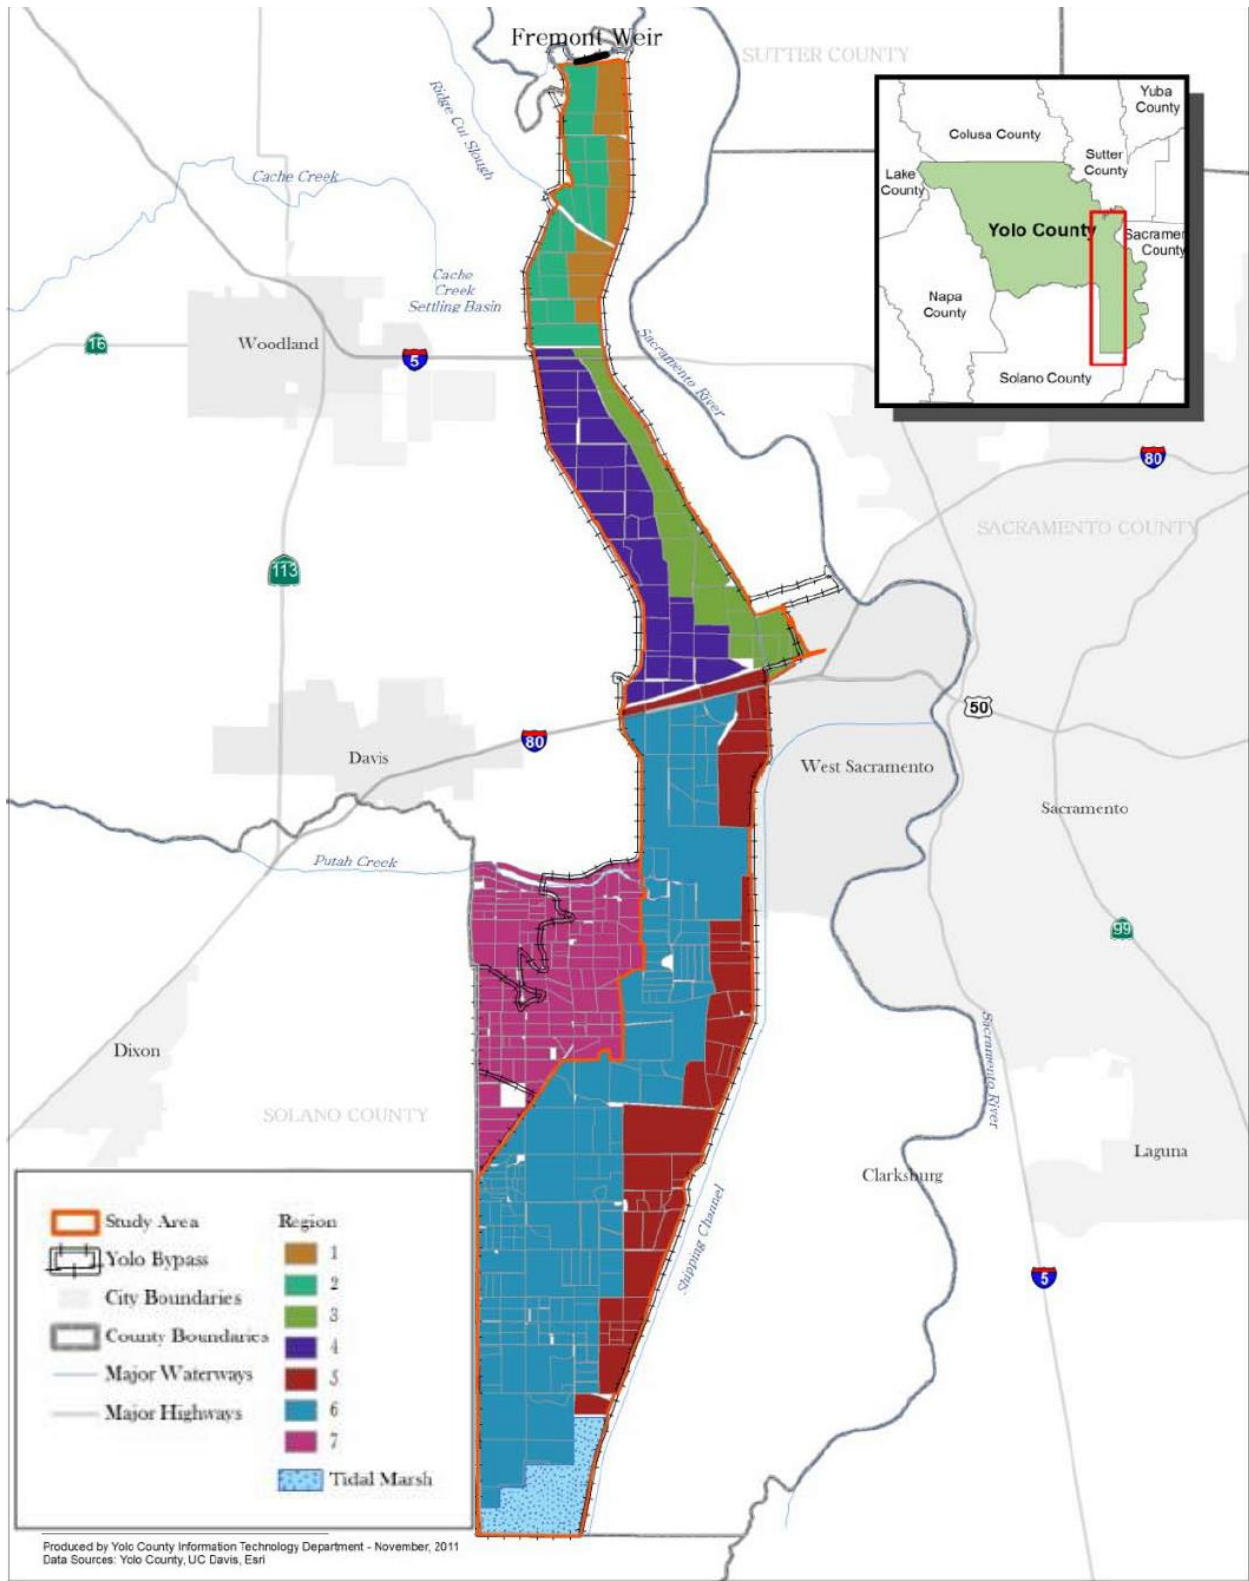 Fremont Weir
SUTTER COUNTY
Ridge Cut Slough
Cache Creek
Cache
Creek
Settling Basin
16
Woodland
5
Sacramento River
Yuba
County
Colusa County
Sutter
County
Lake
County
Yolo County
Sacramen
County
Napa
County
Solano County
80
SACRAMENTO COUNTY
113
50
80
Davis
West Sacramento
Sacramento
Putah Creek
99
Dixon
Sacramento River
SOLANO COUNTY
Laguna
Clarksburg
Shipping Channel
5
Study Area
Yolo Bypass
City Boundaries
County Boundaries
Major Waterways
Major Highways
Region
1
2
3
4
5
6
7
Tidal Marsh
Produced by Yolo County Information Technology Department - November, 2011
Data Sources: Yolo County, UC Davis, Esri